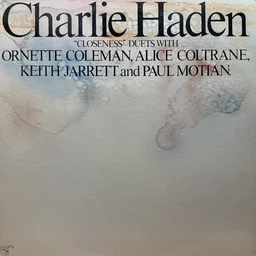 Charlie Haden
"CLOSENESS" DUETS WITH
ORNETTE COLEMAN, ALICE COLTRANE,
KEITH JARRETT and PAUL MOTIAN.